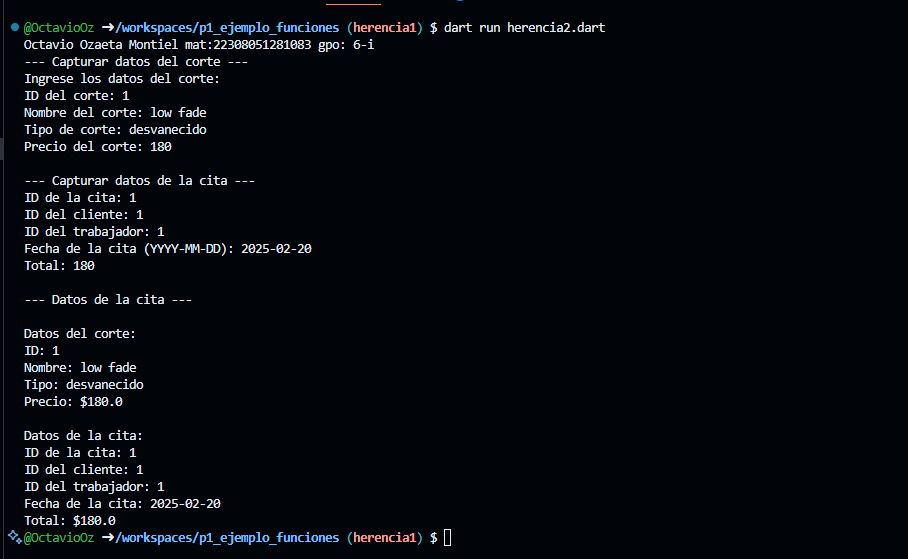 @OctavioOz ➜/workspaces/p1_ejemplo_funciones (herencia1) $ dart run herencia2.dart
Octavio Ozaeta Montiel mat:22308051281083 gpo: 6-i
--- Capturar datos del corte ---
Ingrese los datos del corte:
ID del corte: 1
Nombre del corte: low fade
Tipo de corte: desvanecido
Precio del corte: 180
--- Capturar datos de la cita ---
ID de la cita: 1
ID del cliente: 1
ID del trabajador: 1
Fecha de la cita (YYYY-MM-DD): 2025-02-20
Total: 180
--- Datos de la cita ---
Datos del corte:
ID: 1
Nombre: low fade
Tipo: desvanecido
Precio: $180.0
Datos de la cita:
ID de la cita: 1
ID del cliente: 1
ID del trabajador: 1
Fecha de la cita: 2025-02-20
Total: $180.0
@OctavioOz ➜/workspaces/p1_ejemplo_funciones (herencia1) $